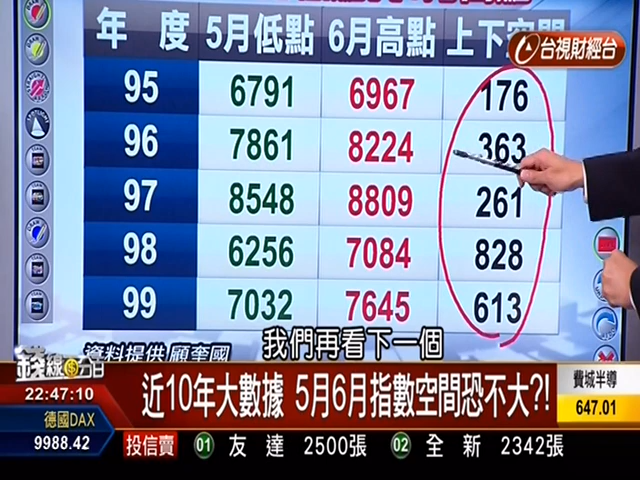 年 度 5月低點 6月高點 上下空間
台視財經台
95 6791 6967 176
96 7861 8224 363
97 8548 8809 261
98 6256 7084 828
99 7032 7645 613
資料提供 顧奎國
我們再看下一個
錢線百分百
22:47:10
近10年大數據 5月6月指數空間恐不大?!
費城半導
647.01
德國DAX
9988.42
投信賣 01 友 達 2500張 02 全 新 2342張